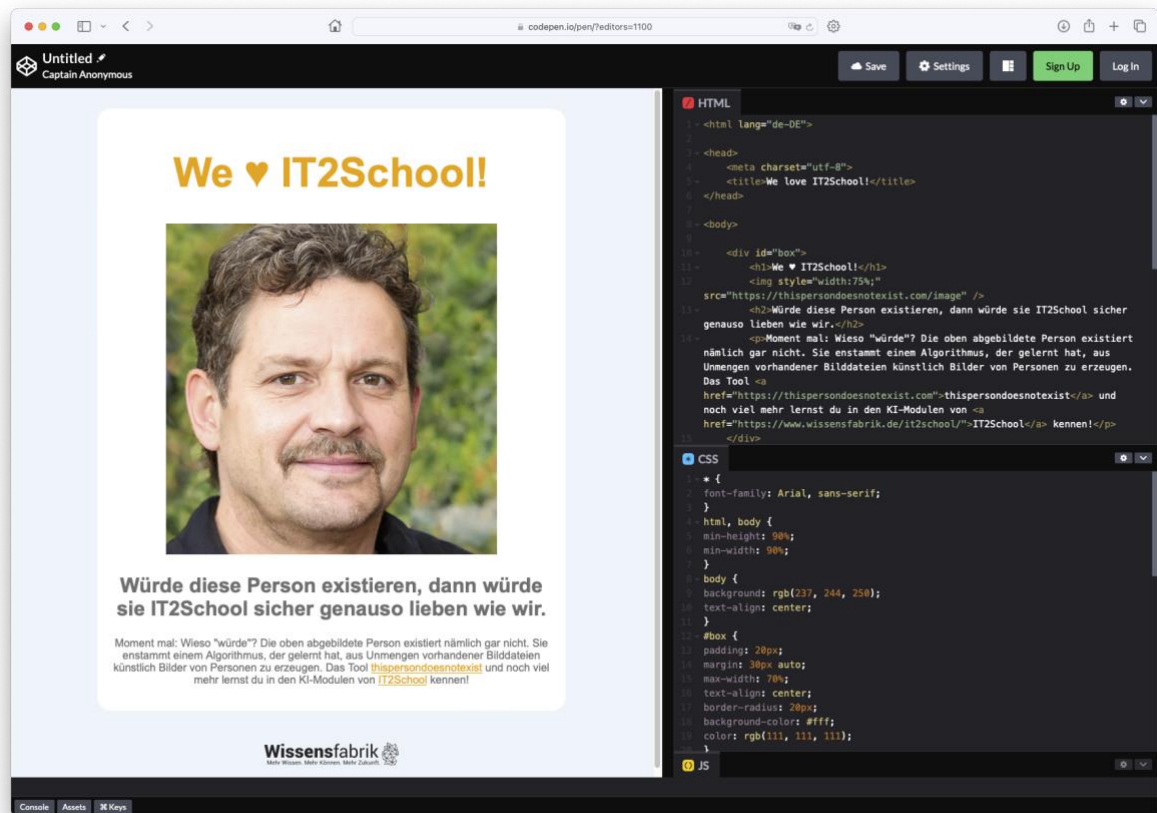 codepen.io/pen/?editors=1100
Untitled
Captain Anonymous
Save
Settings
Sign Up
Log In
We ♥ IT2School!
Würde diese Person existieren, dann würde
sie IT2School sicher genauso lieben wie wir.
Moment mal: Wieso "würde"? Die oben abgebildete Person existiert nämlich gar nicht. Sie
enstammt einem Algorithmus, der gelernt hat, aus Unmengen vorhandener Bilddateien
künstlich Bilder von Personen zu erzeugen. Das Tool thispersondoesnotexist und noch viel
mehr lernst du in den KI-Modulen von IT2School kennen!
Wissensfabrik
Mehr Wissen. Mehr Können. Mehr Zukunft.
HTML
1 <html lang="de-DE">
2
3 <head>
4 <meta charset="utf-8">
5 <title>We love IT2School!</title>
6 </head>
7
8 <body>
9
10 <div id="box">
11 <h1>We ♥ IT2School!</h1>
12 <img style="width:75%;"
src="https://thispersondoesnotexist.com/image" />
13 <h2>Würde diese Person existieren, dann würde sie IT2School sicher
genauso lieben wie wir.</h2>
14 <p>Moment mal: Wieso "würde"? Die oben abgebildete Person existiert
nämlich gar nicht. Sie enstammt einem Algorithmus, der gelernt hat, aus
Unmengen vorhandener Bilddateien künstlich Bilder von Personen zu erzeugen.
Das Tool <a
href="https://thispersondoesnotexist.com">thispersondoesnotexist</a> und
noch viel mehr lernst du in den KI-Modulen von <a
href="https://www.wissensfabrik.de/it2school/">IT2School</a> kennen!</p>
15 </div>
CSS
1 * {
2 font-family: Arial, sans-serif;
3 }
4 html, body {
5 min-height: 90%;
6 min-width: 90%;
7 }
8 body {
9 background: rgb(237, 244, 250);
10 text-align: center;
11 }
12 #box {
13 padding: 20px;
14 margin: 30px auto;
15 max-width: 70%;
16 text-align: center;
17 border-radius: 20px;
18 background-color: #fff;
19 color: rgb(111, 111, 111);
20 }
JS
Console
Assets
⌘ Keys